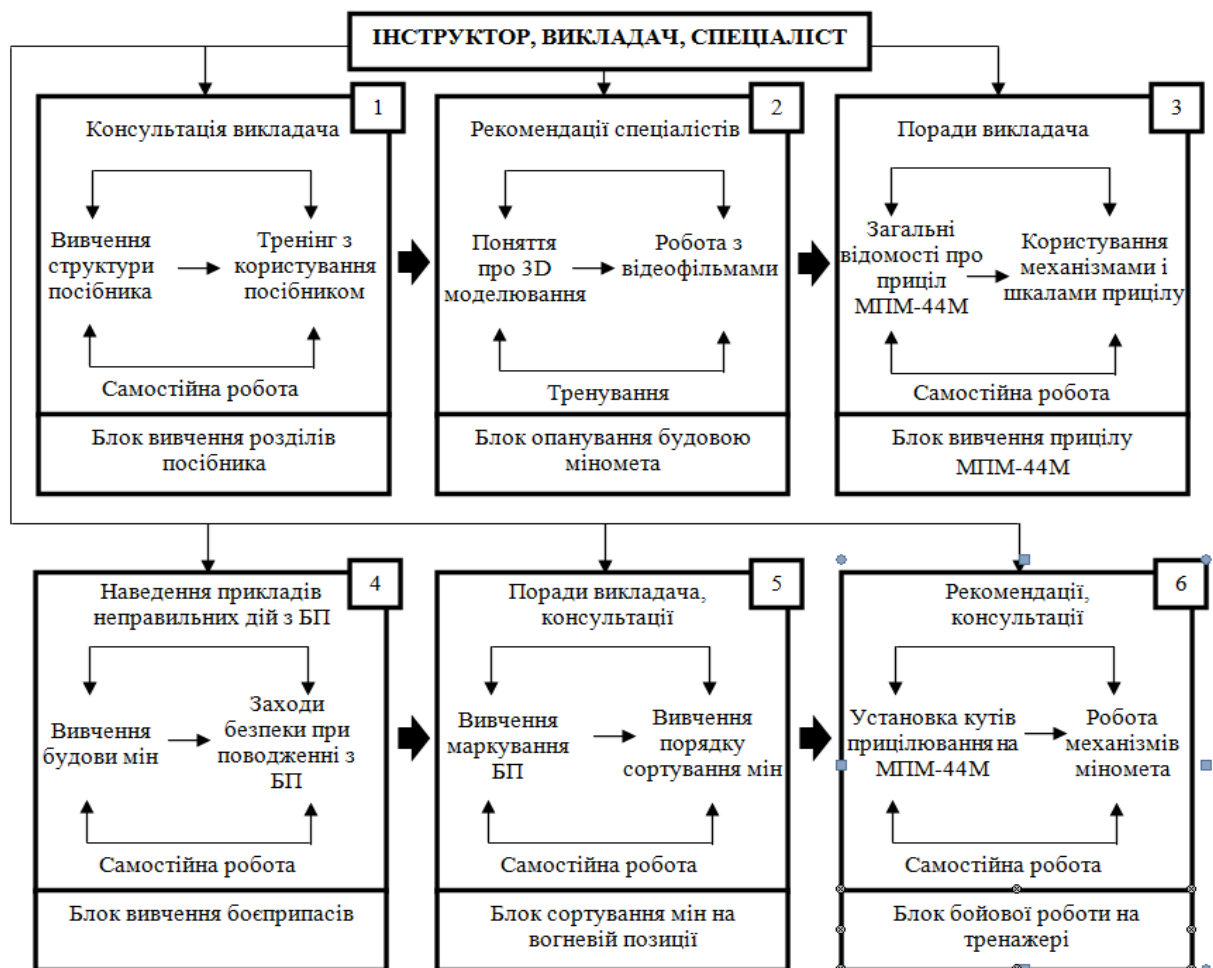 ІНСТРУКТОР, ВИКЛАДАЧ, СПЕЦІАЛІСТ
1
Консультація викладача
Вивчення
структури
посібника
Тренінг з
користування
посібником
Самостійна робота
Блок вивчення розділів
посібника
2
Рекомендації спеціалістів
Поняття
про 3D
моделювання
Робота з
відеофільмами
Тренування
Блок опанування будовою
міномета
3
Поради викладача
Загальні
відомості про
приціл
МПМ-44М
Користування
механізмами і
шкалами прицілу
Самостійна робота
Блок вивчення прицілу
МПМ-44М
4
Наведення прикладів
неправильних дій з БП
Вивчення
будови мін
Заходи
безпеки при
поводженні з
БП
Самостійна робота
Блок вивчення боєприпасів
5
Поради викладача,
консультації
Вивчення
маркування
БП
Вивчення
порядку
сортування мін
Самостійна робота
Блок сортування мін на
вогневій позиції
6
Рекомендації,
консультації
Установка кутів
прицілювання на
МПМ-44М
Робота
механізмів
міномета
Самостійна робота
Блок бойової роботи на
тренажері